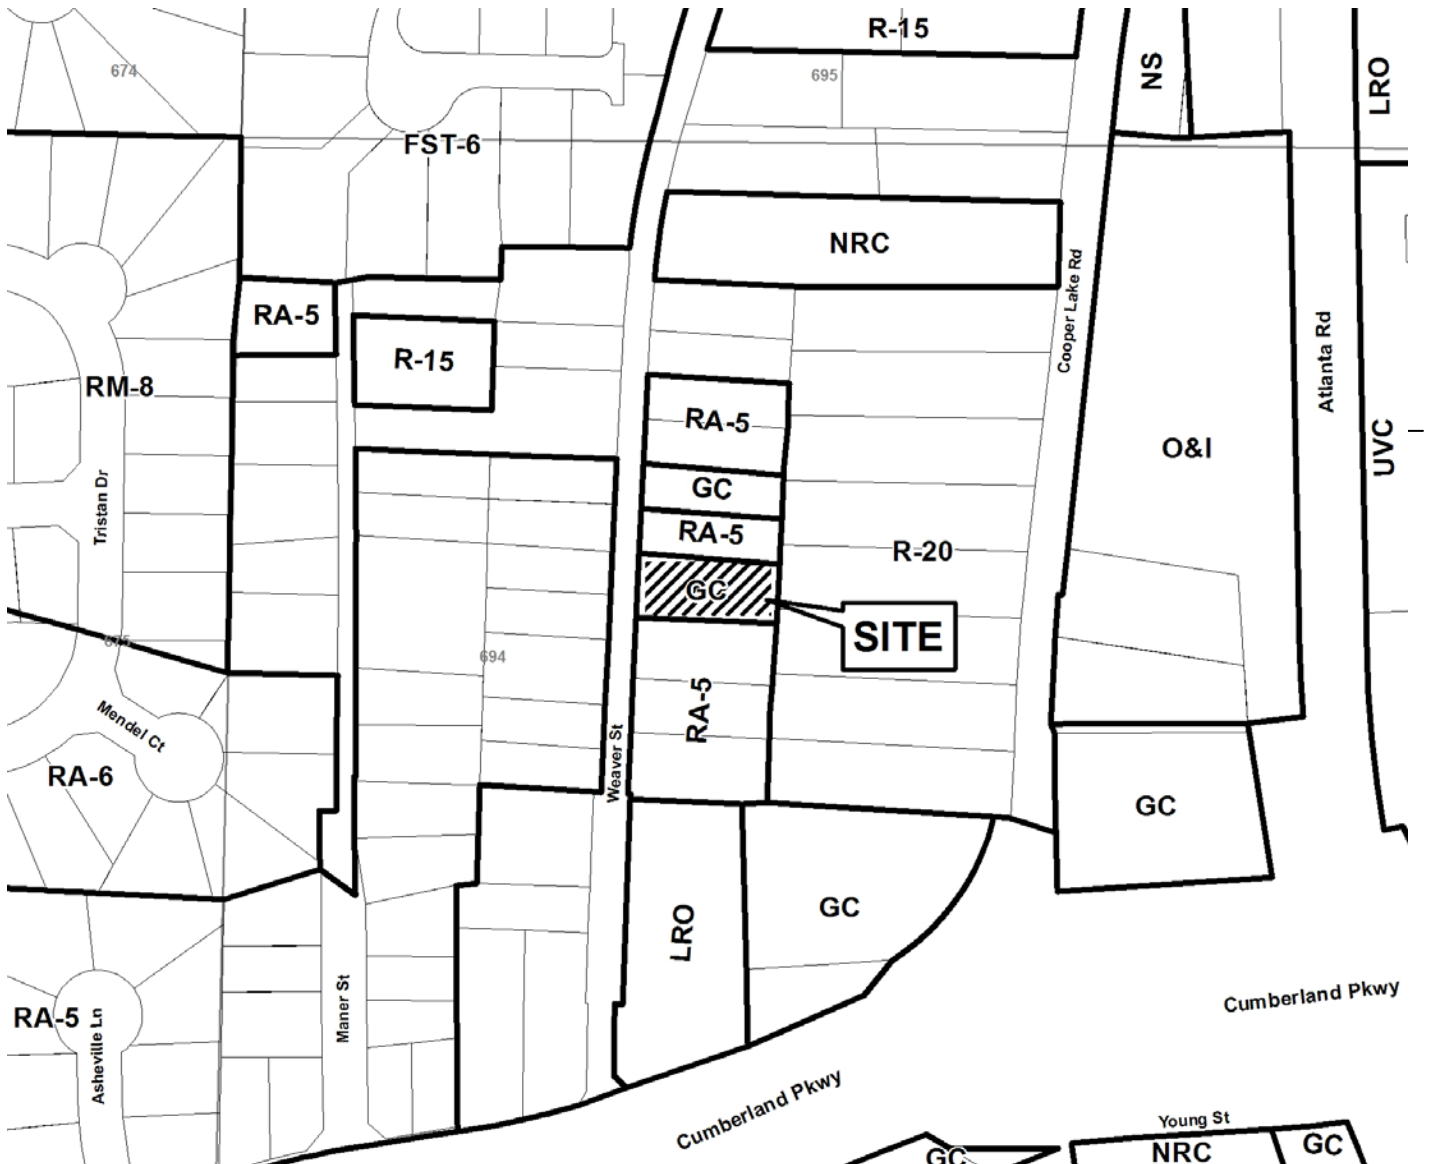 R-15
NS
LRO
674
695
FST-6
NRC
Cooper Lake Rd
RA-5
R-15
RM-8
Atlanta Rd
RA-5
O&I
UVC
GC
Tristan Dr
RA-5
R-20
GC
SITE
675
694
RA-5
Mendel Ct
Weaver St
RA-6
GC
LRO
GC
Cumberland Pkwy
RA-5
Maner St
Asheville Ln
Cumberland Pkwy
Young St
GC
NRC
GC